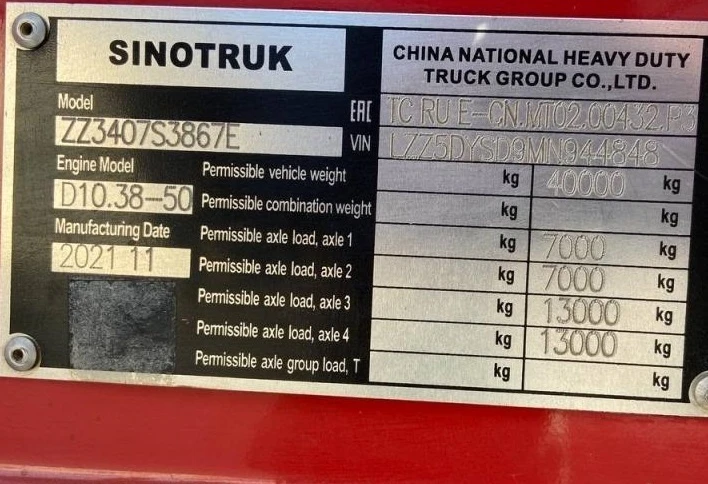 SINOTRUK
CHINA NATIONAL HEAVY DUTY
TRUCK GROUP CO.,LTD.
Model
EAC TC RU E-CN.MT02.00432.P3
ZZ3407S3867E
VIN LZZ5DYSD9MN944848
Engine Model
Permissible vehicle weight kg 40000 kg
D10.38-50
Permissible combination weight kg kg
Manufacturing Date
Permissible axle load, axle 1 kg 7000 kg
2021 11
Permissible axle load, axle 2 kg 7000 kg
Permissible axle load, axle 3 kg 13000 kg
Permissible axle load, axle 4 kg 13000 kg
Permissible axle group load, T kg kg